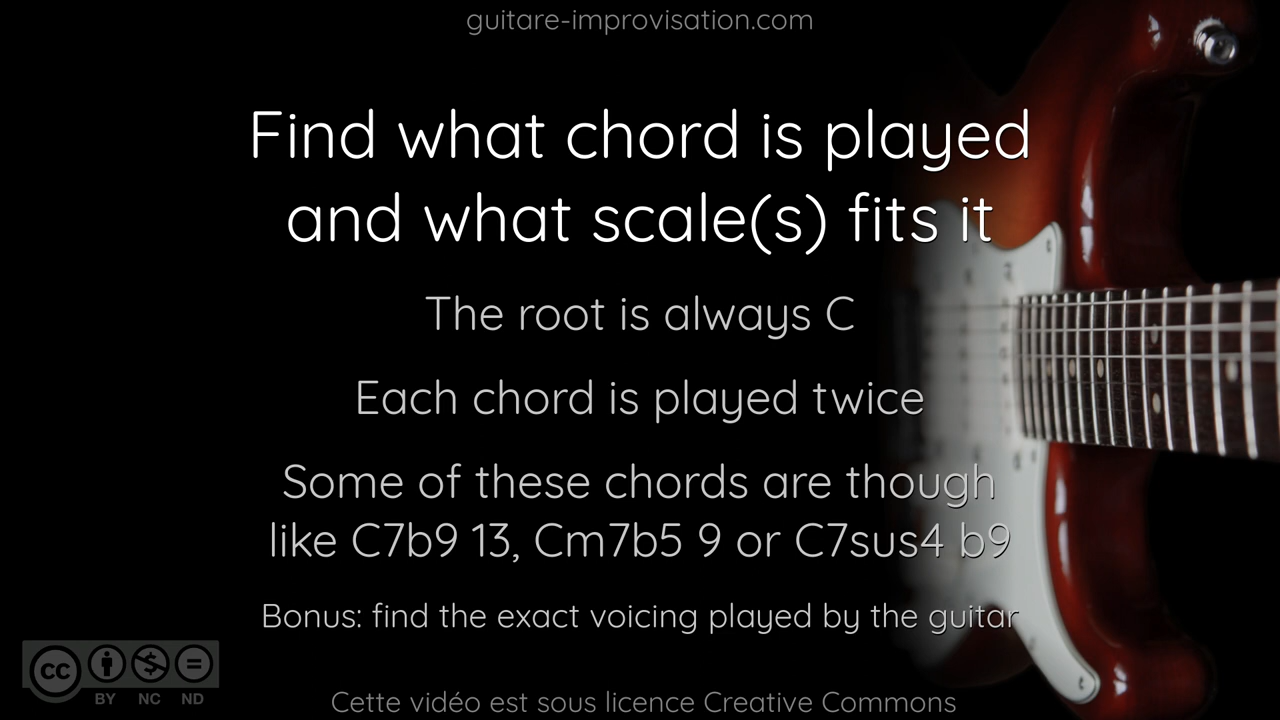 guitare-improvisation.com
Find what chord is played
and what scale(s) fits it
The root is always C
Each chord is played twice
Some of these chords are though
like C7b9 13, Cm7b5 9 or C7sus4 b9
Bonus: find the exact voicing played by the guitar
cc
BY NC ND
Cette vidéo est sous licence Creative Commons